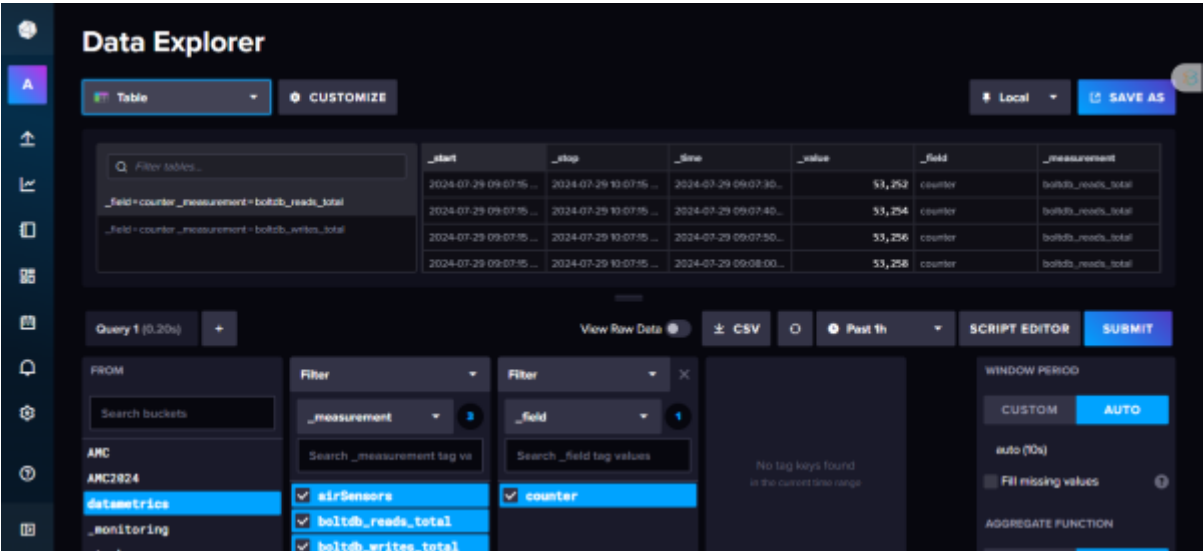 Data Explorer
A
Table
CUSTOMIZE
Local
SAVE AS
Filter tables...
_field=counter _measurement=boltdb_reads_total
_field=counter _measurement=boltdb_writes_total
_start _stop _time _value _field _measurement
2024-07-29 09:07:15 ... 2024-07-29 10:07:15 ... 2024-07-29 09:07:30... 53,252 counter boltdb_reads_total
2024-07-29 09:07:15 ... 2024-07-29 10:07:15 ... 2024-07-29 09:07:40... 53,254 counter boltdb_reads_total
2024-07-29 09:07:15 ... 2024-07-29 10:07:15 ... 2024-07-29 09:07:50... 53,256 counter boltdb_reads_total
2024-07-29 09:07:15 ... 2024-07-29 10:07:15 ... 2024-07-29 09:08:00... 53,258 counter boltdb_reads_total
Query 1 (0.20s)
+
View Raw Data
CSV
Past 1h
SCRIPT EDITOR
SUBMIT
FROM
Search buckets
AMC
AMC2024
datametrics
_monitoring
Filter
_measurement
3
Search _measurement tag va
airSensors
boltdb_reads_total
boltdb_writes_total
Filter
_field
1
Search _field tag values
counter
No tag keys found
in the current time range
WINDOW PERIOD
CUSTOM
AUTO
auto (10s)
Fill missing values
?
AGGREGATE FUNCTION